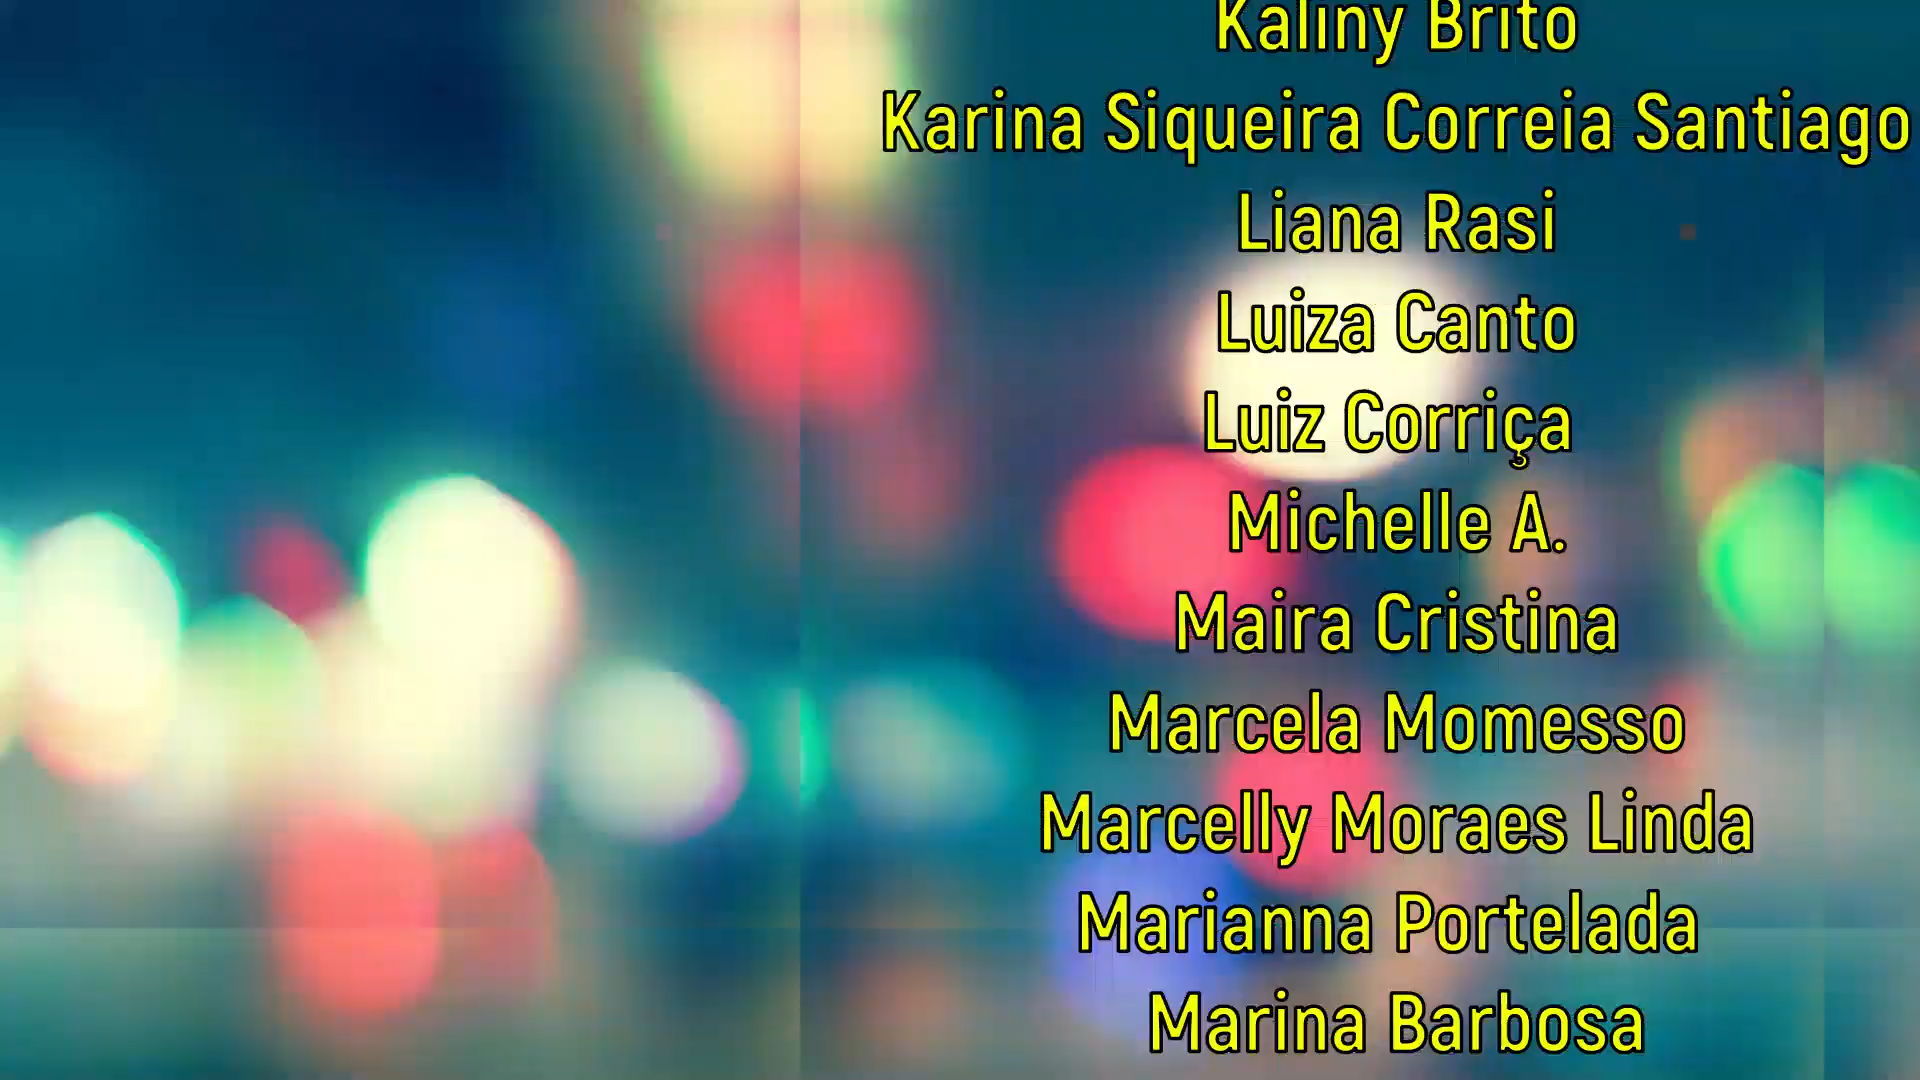 Kaliny Brito
Karina Siqueira Correia Santiago
Liana Rasi
Luiza Canto
Luiz Corriça
Michelle A.
Maira Cristina
Marcela Momesso
Marcelly Moraes Linda
Marianna Portelada
Marina Barbosa